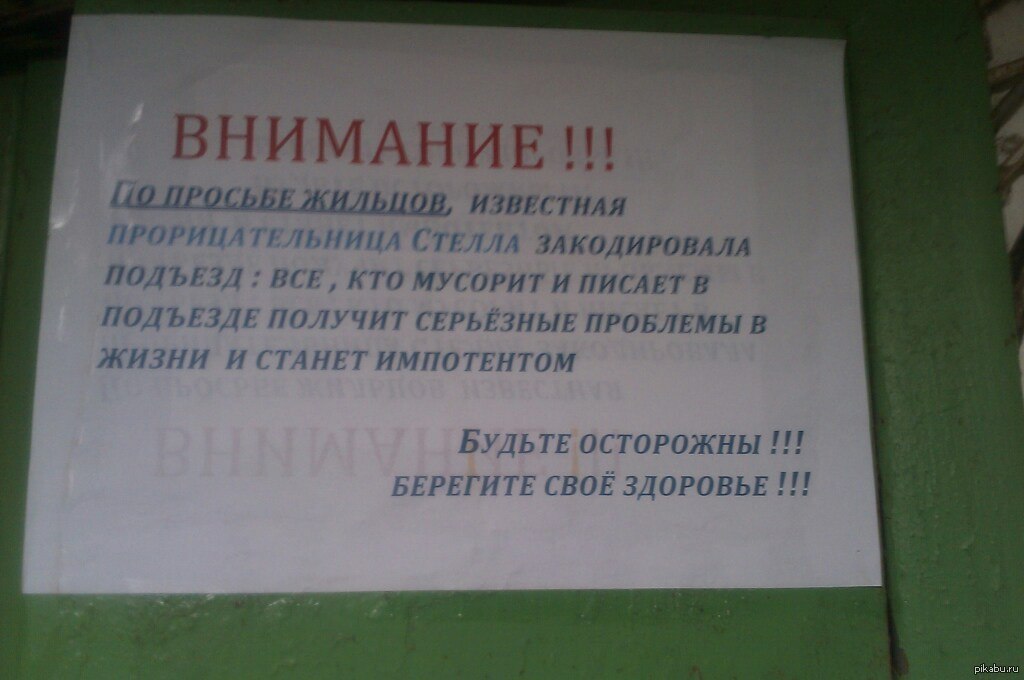 ВНИМАНИЕ !!!
По просьбе жильцов, известная
прорицательница Стелла закодировала
подъезд : все , кто мусорит и писает в
подъезде получит серьёзные проблемы в
жизни и станет импотентом
Будьте осторожны !!!
берегите своё здоровье !!!
pikabu.ru